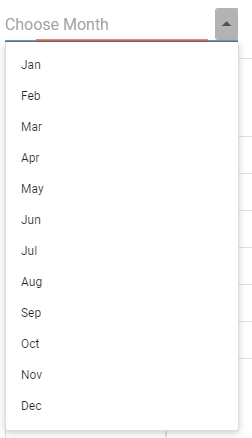 Choose Month
Jan
Feb
Mar
Apr
May
Jun
Jul
Aug
Sep
Oct
Nov
Dec